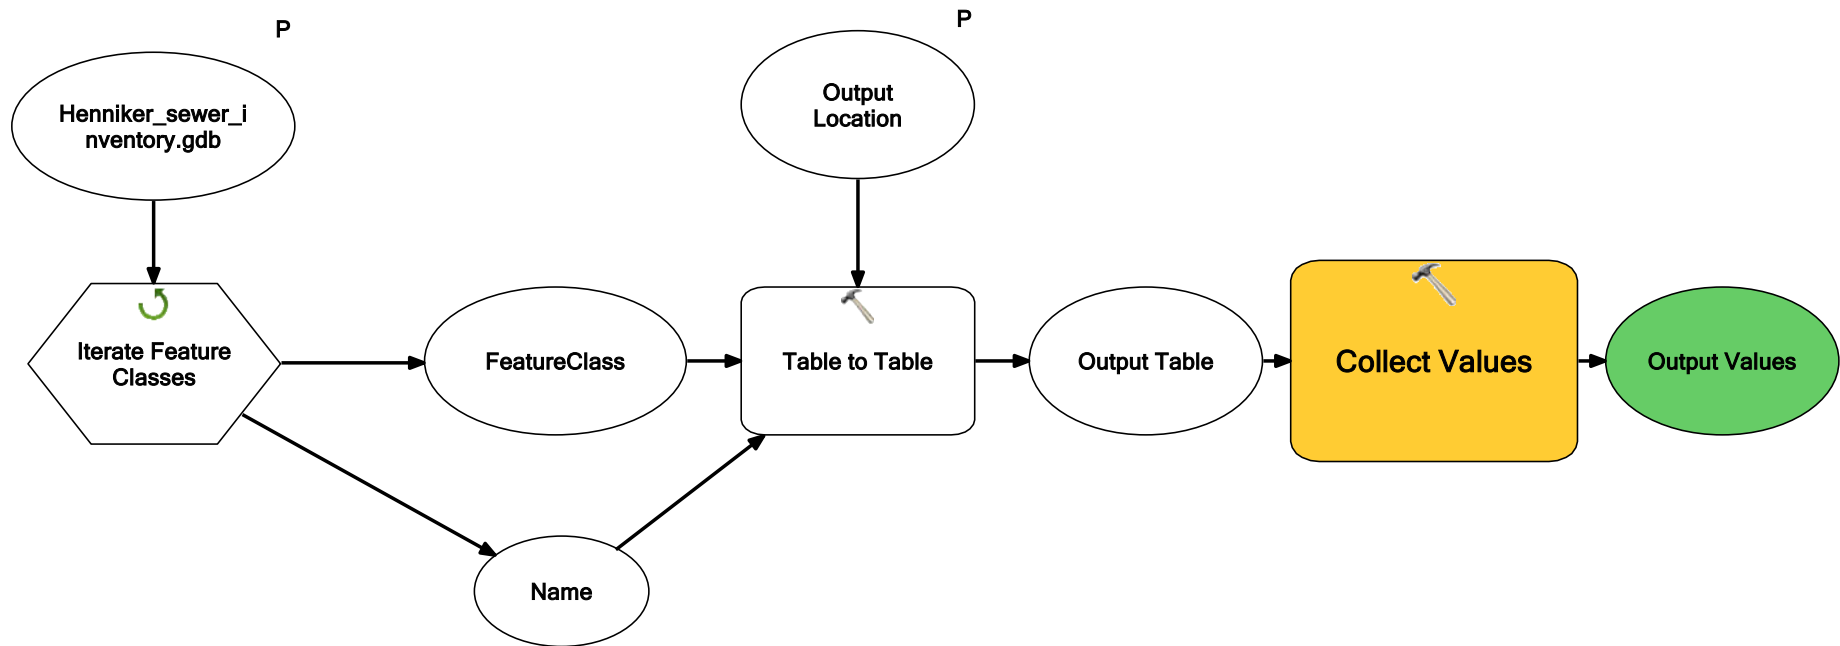 P
P
Henniker_sewer_i
nventory.gdb
Output
Location
Iterate Feature
Classes
FeatureClass
Table to Table
Output Table
Collect Values
Output Values
Name